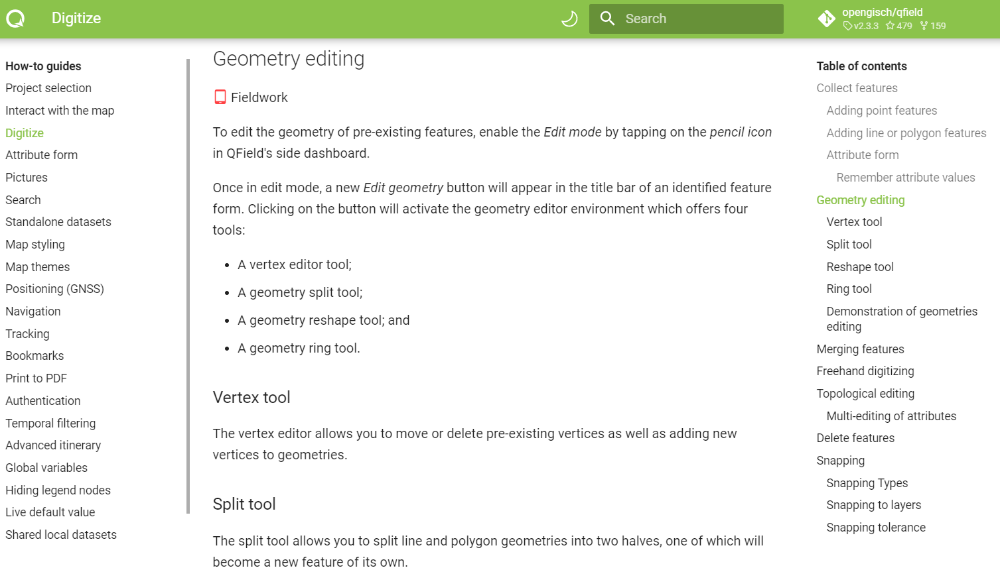 Digitize
Search
opengisch/qfield
v2.3.3 479 159
How-to guides
Project selection
Interact with the map
Digitize
Attribute form
Pictures
Search
Standalone datasets
Map styling
Map themes
Positioning (GNSS)
Navigation
Tracking
Bookmarks
Print to PDF
Authentication
Temporal filtering
Advanced itinerary
Global variables
Hiding legend nodes
Live default value
Shared local datasets
Geometry editing
Fieldwork
To edit the geometry of pre-existing features, enable the Edit mode by tapping on the pencil icon
in QField's side dashboard.
Once in edit mode, a new Edit geometry button will appear in the title bar of an identified feature
form. Clicking on the button will activate the geometry editor environment which offers four
tools:
• A vertex editor tool;
• A geometry split tool;
• A geometry reshape tool; and
• A geometry ring tool.
Vertex tool
The vertex editor allows you to move or delete pre-existing vertices as well as adding new
vertices to geometries.
Split tool
The split tool allows you to split line and polygon geometries into two halves, one of which will
become a new feature of its own.
Table of contents
Collect features
Adding point features
Adding line or polygon features
Attribute form
Remember attribute values
Geometry editing
Vertex tool
Split tool
Reshape tool
Ring tool
Demonstration of geometries
editing
Merging features
Freehand digitizing
Topological editing
Multi-editing of attributes
Delete features
Snapping
Snapping Types
Snapping to layers
Snapping tolerance